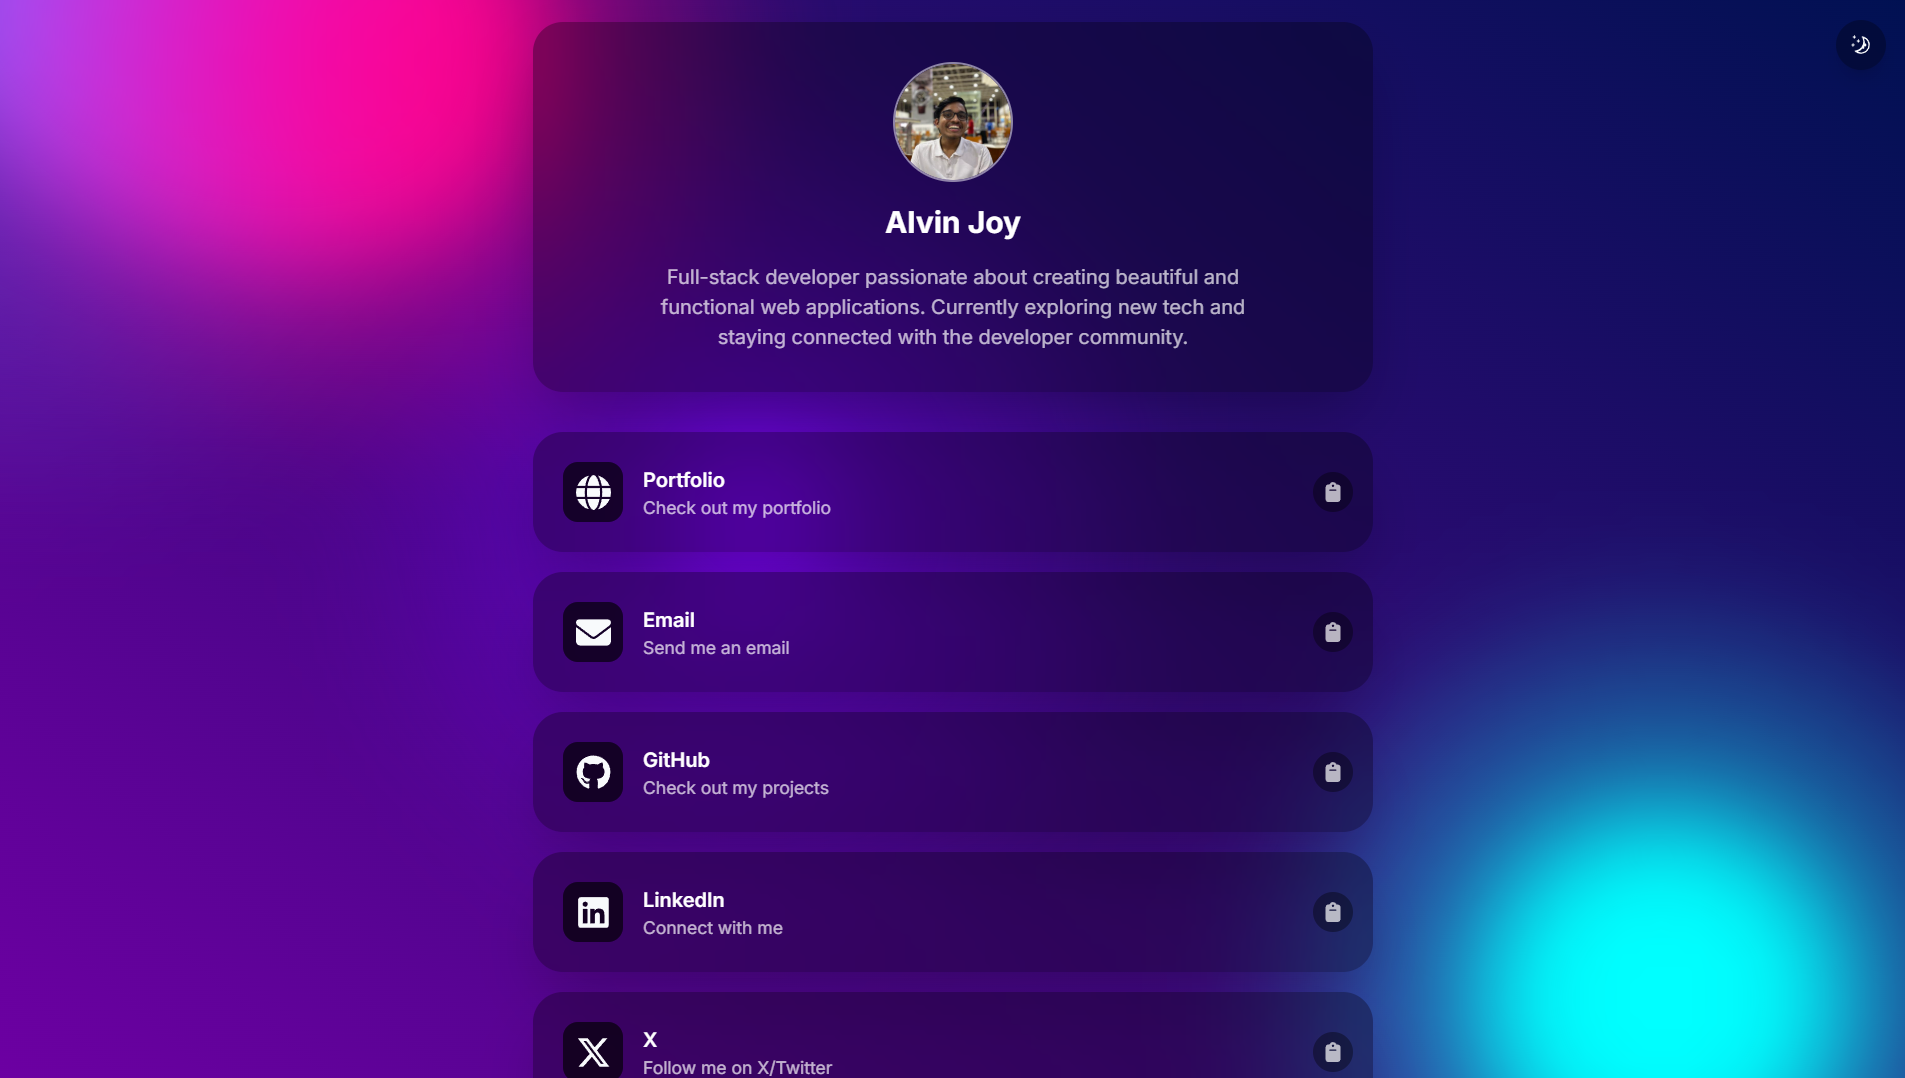 Alvin Joy
Full-stack developer passionate about creating beautiful and
functional web applications. Currently exploring new tech and
staying connected with the developer community.
Portfolio
Check out my portfolio
Email
Send me an email
GitHub
Check out my projects
LinkedIn
Connect with me
X
Follow me on X/Twitter